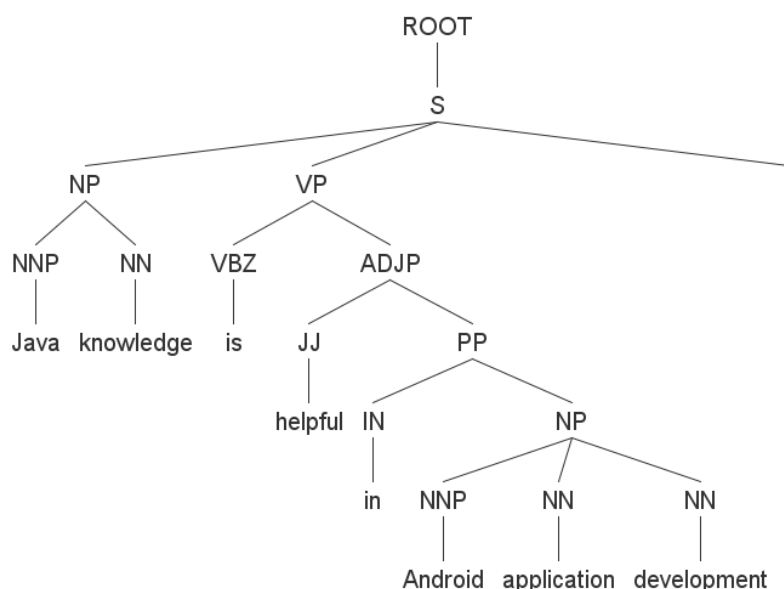 ROOT
S
NP VP
NNP NN VBZ ADJP
Java knowledge is JJ PP
helpful IN NP
in NNP NN NN
Android application development